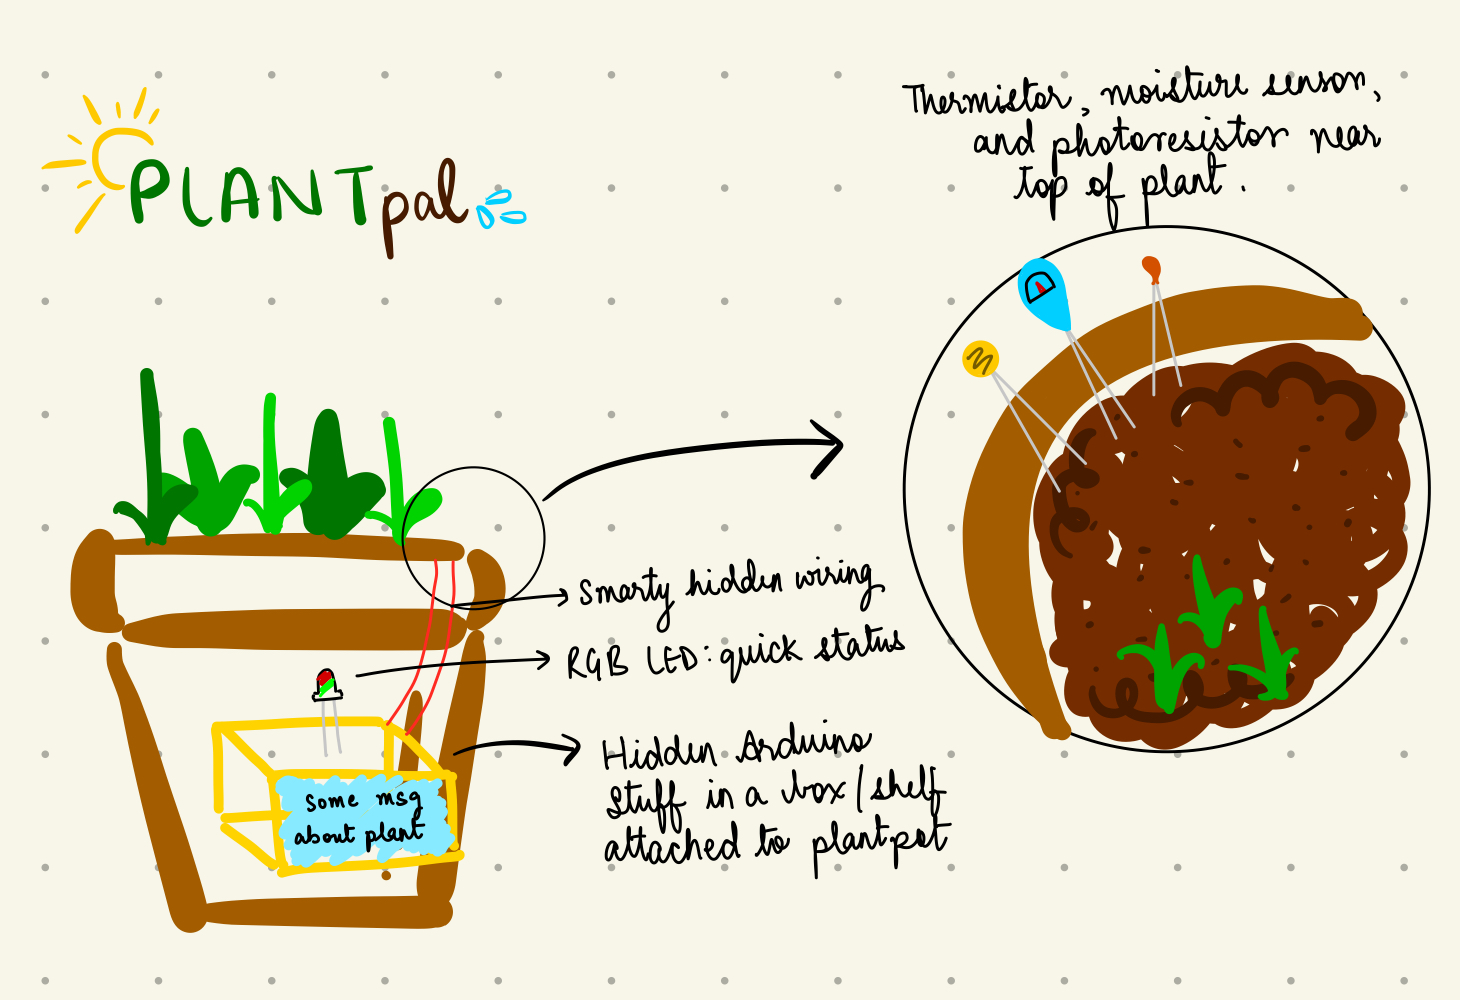 PLANTpal
Thermistor, moisture sensor,
and photoresistor near
top of plant.
Smarty hidden wiring
RGB LED: quick status
Hidden Arduino
stuff in a box/shelf
attached to plantpot
some msg
about plant